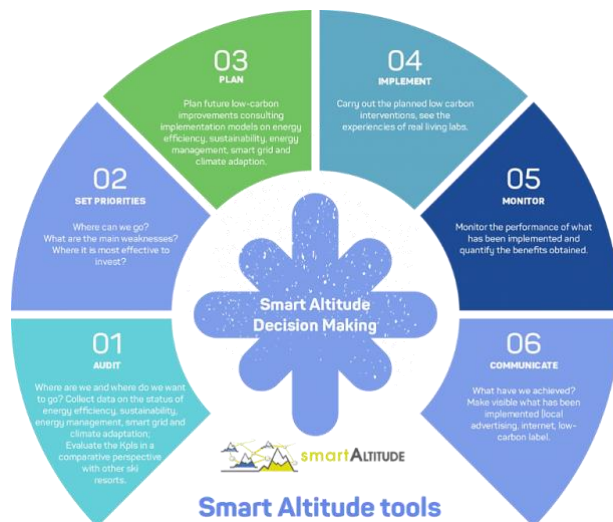 03
PLAN
Plan future low-carbon
improvements consulting
implementation models on energy
efficiency, sustainability, energy
management, smart grid and
climate adaption.
04
IMPLEMENT
Carry out the planned low carbon
interventions, see the
experiencies of real living labs.
02
SET PRIORITIES
Where can we go?
What are the main weaknesses?
Where it is most effective to
invest?
05
MONITOR
Monitor the performance of what
has been implemented and
quantify the benefits obtained.
Smart Altitude
Decision Making
01
AUDIT
Where are we and where do we want
to go? Collect data on the status of
energy efficiency, sustainability,
energy management, smart grid and
climate adaptation;
Evaluate the KpIs in a
comparative perspective
with other ski
resorts.
06
COMMUNICATE
What have we achieved?
Make visible what has been
implemented (local
advertising, internet, low-
carbon label.
smartALTITUDE
Smart Altitude tools